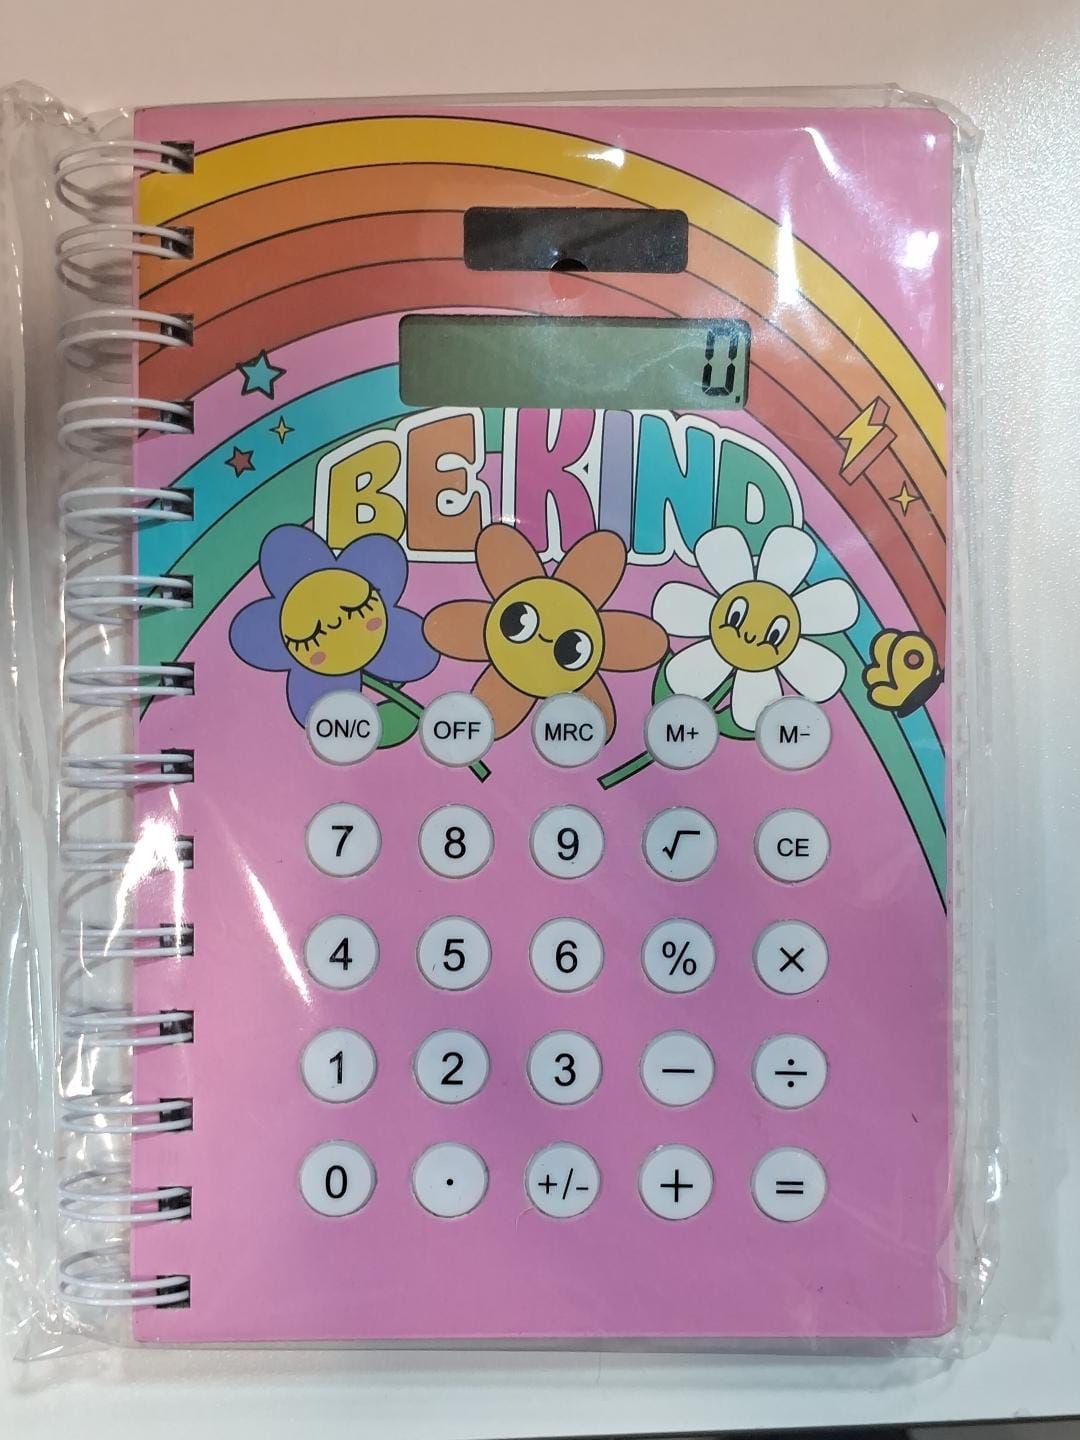 0.
BE KIND
ON/C OFF MRC M+ M−
7 8 9 √ CE
4 5 6 % ×
1 2 3 − ÷
0 . +/- + =